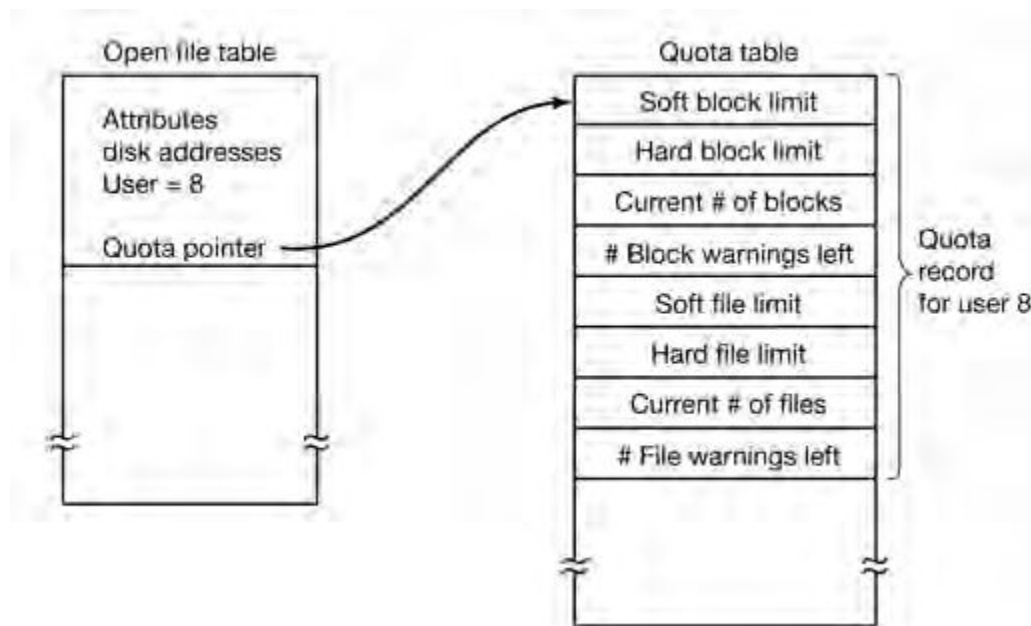 Open file table
Attributes
disk addresses
User = 8
Quota pointer
Quota table
Soft block limit
Hard block limit
Current # of blocks
# Block warnings left
Soft file limit
Hard file limit
Current # of files
# File warnings left
Quota
record
for user 8